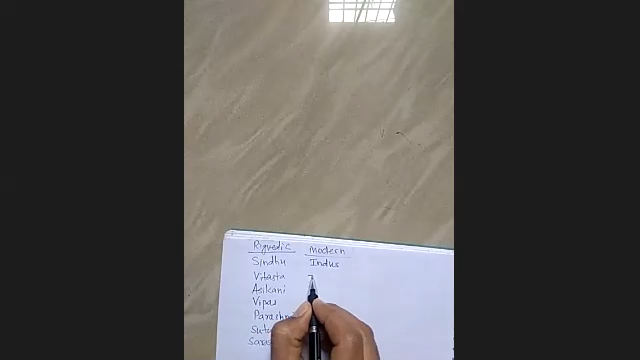 Rigvedic Modern
Sindhu Indus
Vitasta
Asikani
Vipas